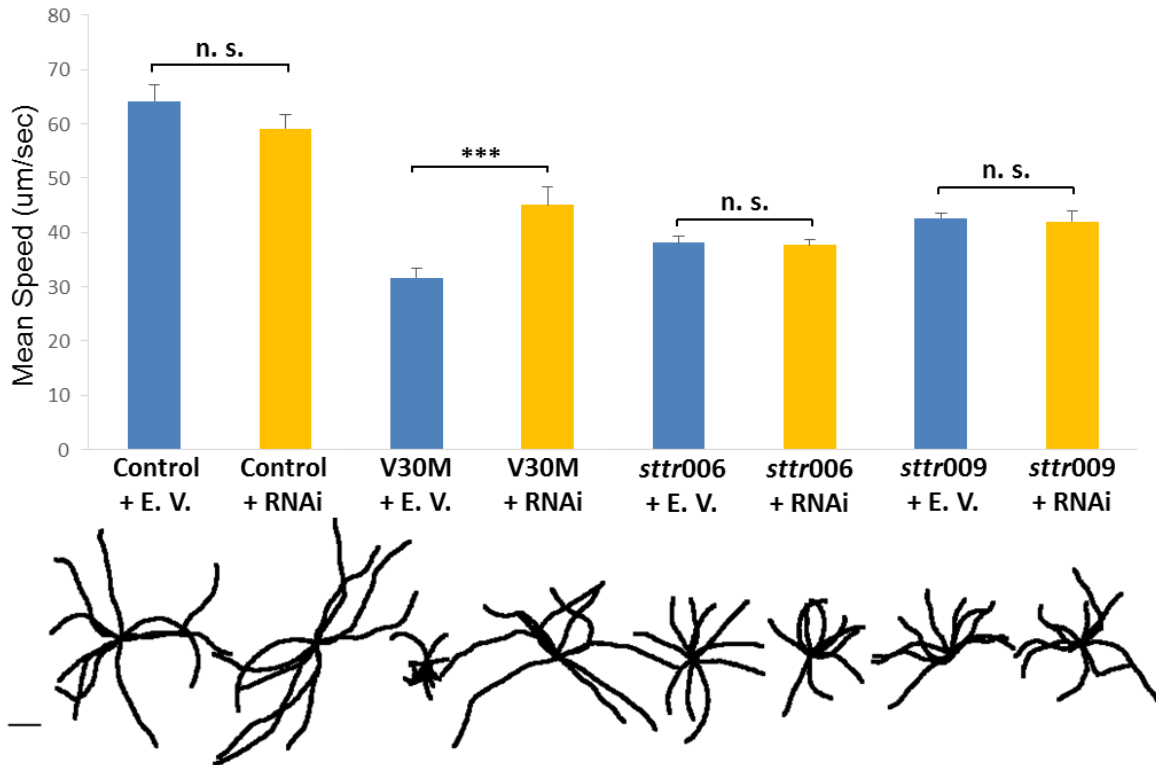 80
70
60
50
40
30
20
10
0
Mean Speed (um/sec)
n. s.
***
n. s.
n. s.
Control + E. V.
Control + RNAi
V30M + E. V.
V30M + RNAi
sttr006 + E. V.
sttr006 + RNAi
sttr009 + E. V.
sttr009 + RNAi